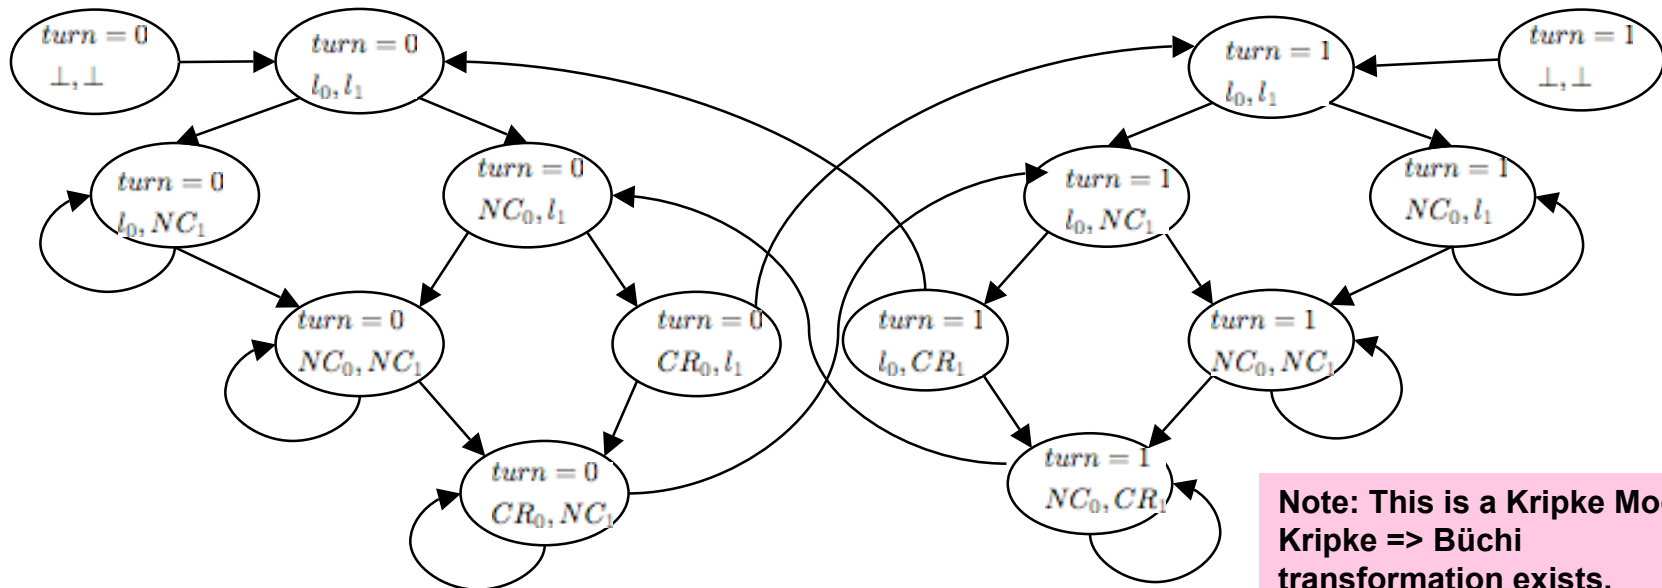 turn = 0
⊥, ⊥
turn = 0
l₀, l₁
turn = 1
l₀, l₁
turn = 1
⊥, ⊥
turn = 0
l₀, NC₁
turn = 0
NC₀, l₁
turn = 1
l₀, NC₁
turn = 1
NC₀, l₁
turn = 0
NC₀, NC₁
turn = 0
CR₀, l₁
turn = 1
l₀, CR₁
turn = 1
NC₀, NC₁
turn = 0
CR₀, NC₁
turn = 1
NC₀, CR₁
Note: This is a Kripke
Kripke => Büchi
transformation exists.